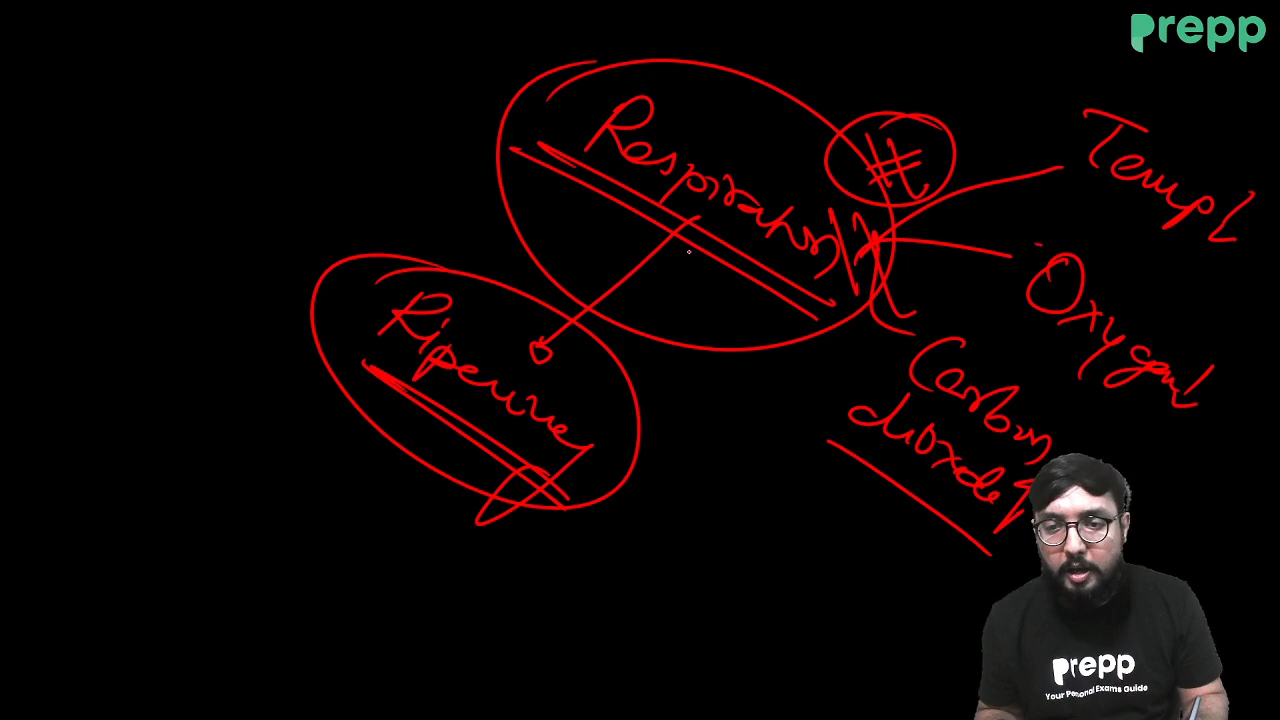 prepp
Respiration ↓
#
Temp↓
Oxygen↓
Carbon
dioxide↑
Ripening
prepp
Your Personal Exams Guide